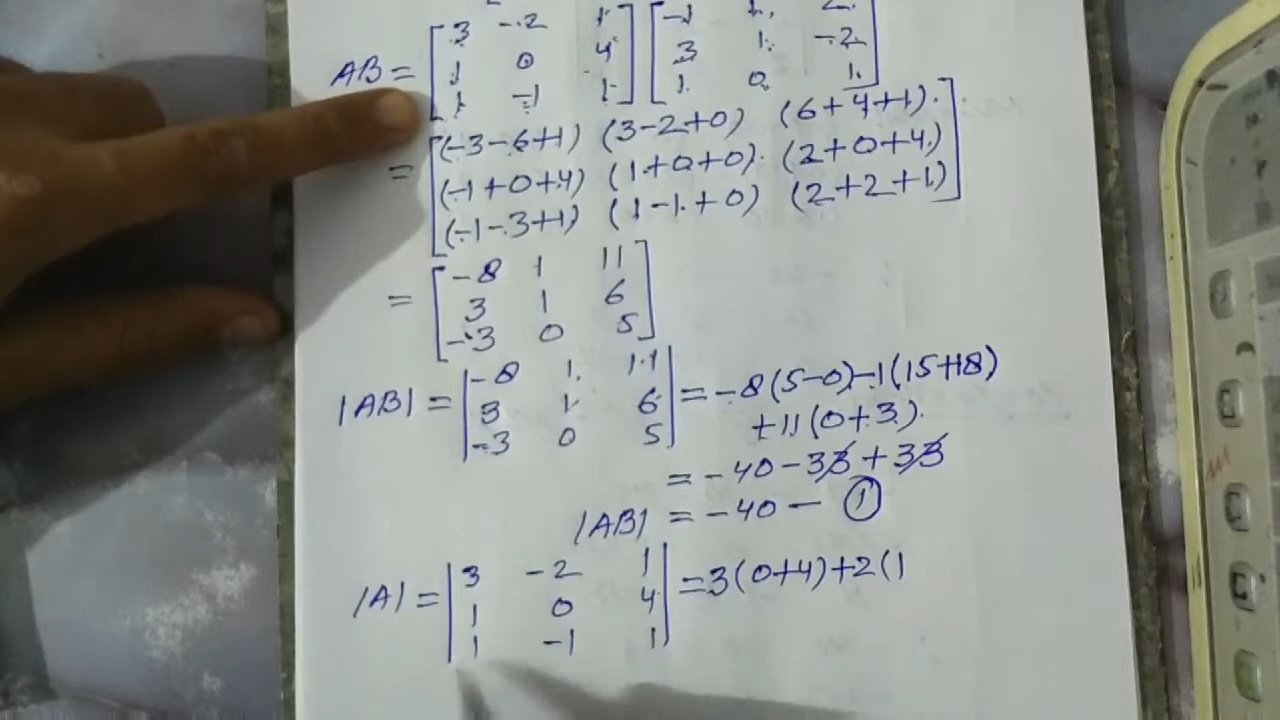 AB = [3 -2 1] [-1 1 2]
[1 0 4] [3 1 -2]
[1 -1 1] [1 0 1]
= [(-3-6+1) (3-2+0) (6+4+1)]
[(-1+0+4) (1+0+0) (2+0+4)]
[(-1-3+1) (1-1+0) (2+2+1)]
= [-8 1 11]
[3 1 6]
[-3 0 5]
|AB| = |-8 1 11| = -8(5-0)-1(15+18)
|3 1 6| +11(0+3)
|-3 0 5|
= -40-33+33
|AB| = -40 — ①
|A| = |3 -2 1| = 3(0+4)+2(1
|1 0 4|
|1 -1 1|